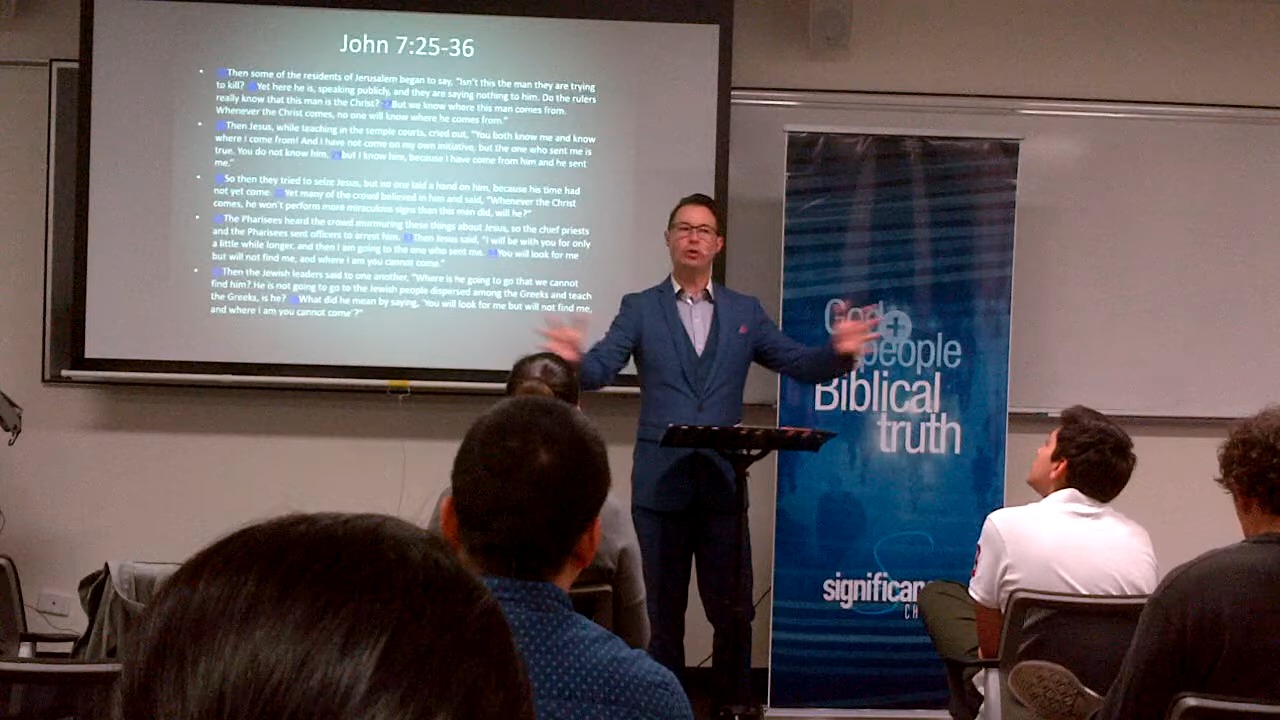 John 7:25-36
• Then some of the residents of Jerusalem began to say, "Isn't this the man they are trying
to kill? Yet here he is, speaking publicly, and they are saying nothing to him. Do the rulers
really know that this man is the Christ? But we know where this man comes from.
Whenever the Christ comes, no one will know where he comes from."
• Then Jesus, while teaching in the temple courts, cried out, "You both know me and know
where I come from! And I have not come on my own initiative, but the one who sent me is
true. You do not know him, but I know him, because I have come from him and he sent
me."
• So then they tried to seize Jesus, but no one laid a hand on him, because his time had
not yet come. Yet many of the crowd believed in him and said, "Whenever the Christ
comes, he won't perform more miraculous signs than this man did, will he?"
• The Pharisees heard the crowd murmuring these things about Jesus, so the chief priests
and the Pharisees sent officers to arrest him. Then Jesus said, "I will be with you for only
a little while longer, and then I am going to the one who sent me. You will look for me
but will not find me, and where I am you cannot come."
• Then the Jewish leaders said to one another, "Where is he going to go that we cannot
find him? He is not going to go to the Jewish people dispersed among the Greeks and teach
the Greeks, is he? What did he mean by saying, 'You will look for me but will not find me,
and where I am you cannot come'?"
God +
people
Biblical
truth
significan
CH